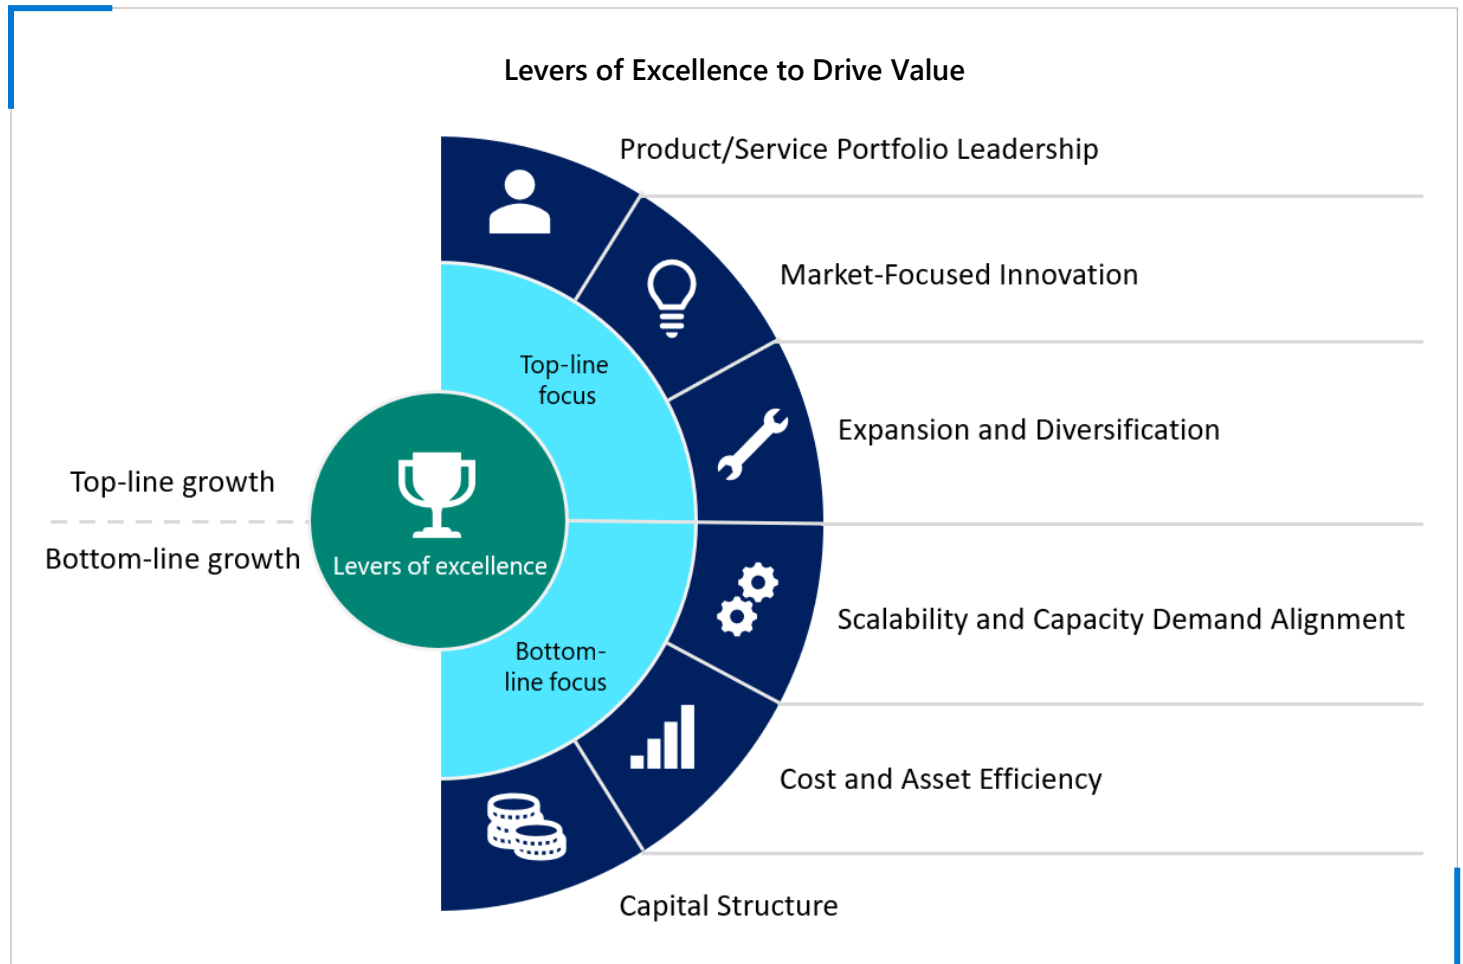 Levers of Excellence to Drive Value
Product/Service Portfolio Leadership
Market-Focused Innovation
Top-line
focus
Expansion and Diversification
Top-line growth
Bottom-line growth
Levers of excellence
Scalability and Capacity Demand Alignment
Bottom-
line focus
Cost and Asset Efficiency
Capital Structure